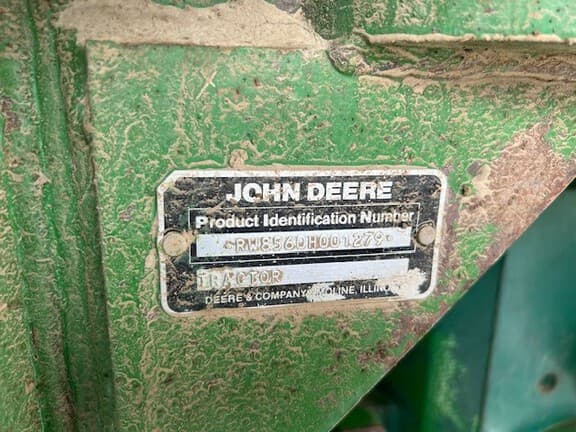 JOHN DEERE
Product Identification Number
*RW8560H001279*
TRACTOR
DEERE & COMPANY MOLINE, ILLINOIS